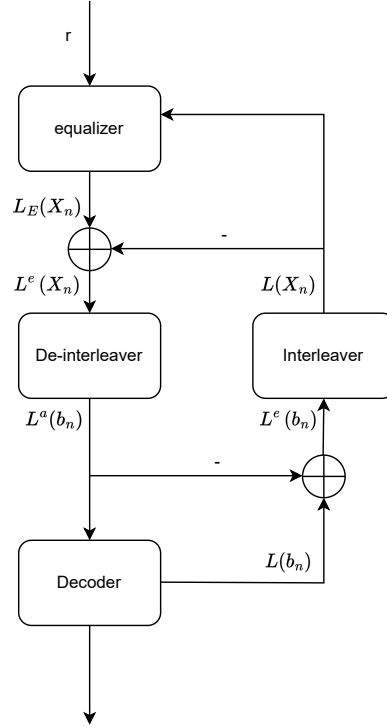 r
equalizer
L_E(X_n)
-
L^e (X_n)
L(X_n)
De-interleaver
Interleaver
L^a(b_n)
L^e (b_n)
-
L(b_n)
Decoder